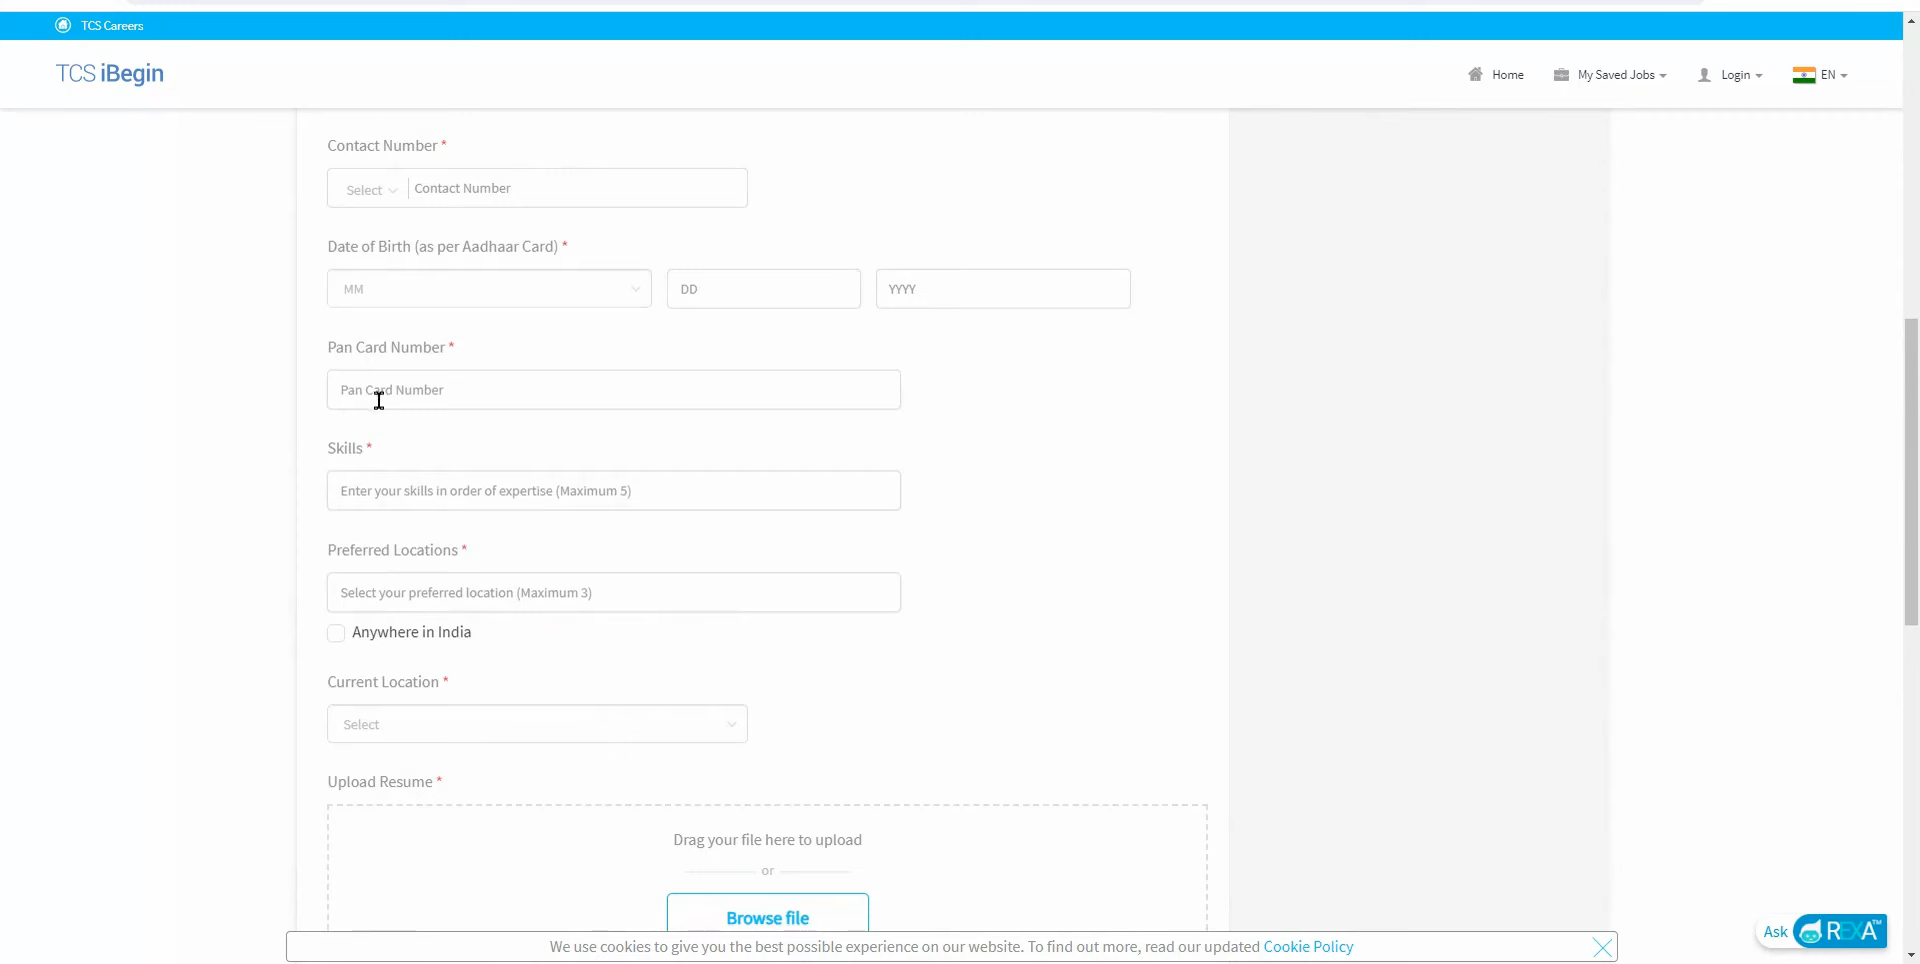 TCS Careers
TCS iBegin
Home
My Saved Jobs
Login
EN
Contact Number *
Select
Contact Number
Date of Birth (as per Aadhaar Card) *
MM
DD
YYYY
Pan Card Number *
Pan Card Number
Skills *
Enter your skills in order of expertise (Maximum 5)
Preferred Locations *
Select your preferred location (Maximum 3)
Anywhere in India
Current Location *
Select
Upload Resume *
Drag your file here to upload
or
Browse file
We use cookies to give you the best possible experience on our website. To find out more, read our updated Cookie Policy
Ask REXA™